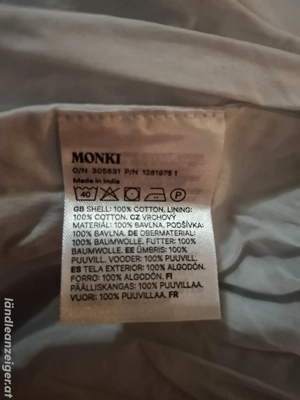 MONKI
O/N 305831 P/N 1281975 1
Made in India
40
P
GB SHELL: 100% COTTON. LINING:
100% COTTON. CZ VRCHOVÝ
MATERIÁL: 100% BAVLNA. PODŠÍVKA:
100% BAVLNA. DE OBERMATERIAL:
100% BAUMWOLLE. FUTTER: 100%
BAUMWOLLE. EE ÜMBRIS: 100%
PUUVILL. VOODER: 100% PUUVILL.
ES TELA EXTERIOR: 100% ALGODÓN.
FORRO: 100% ALGODÓN. FI
PÄÄLLISKANGAS: 100% PUUVILLAA.
VUORI: 100% PUUVILLAA. FR
landleanzeiger.at